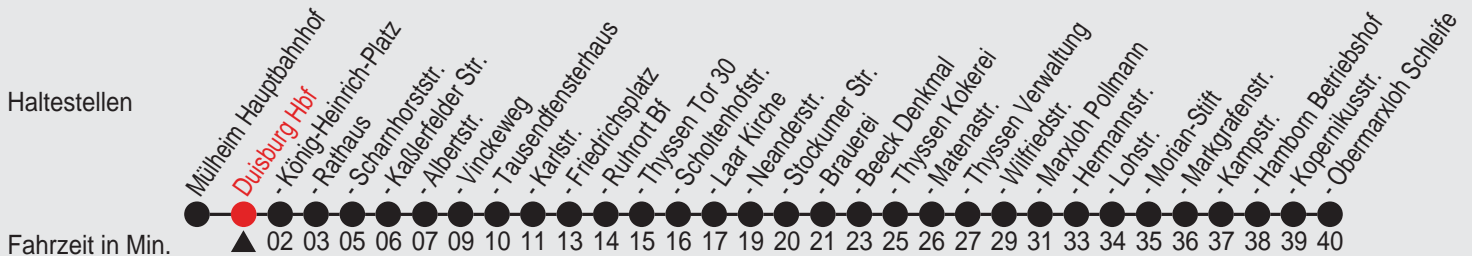 Haltestellen
Mülheim Hauptbahnhof
Duisburg Hbf
- König-Heinrich-Platz
- Rathaus
- Scharnhorststr.
- Kaßlerfelder Str.
- Albertstr.
- Vinckeweg
- Tausendfensterhaus
- Karlstr.
- Friedrichsplatz
- Ruhrort Bf
- Thyssen Tor 30
- Scholtenhofstr.
- Laar Kirche
- Neanderstr.
- Stockumer Str.
- Brauerei
- Beeck Denkmal
- Thyssen Kokerei
- Matenastr.
- Thyssen Verwaltung
- Wilfriedstr.
- Marxloh Pollmann
- Hermannstr.
- Lohstr.
- Morian-Stift
- Markgrafenstr.
- Kampstr.
- Hamborn Betriebshof
- Kopernikusstr.
- Obermarxloh Schleife
Fahrzeit in Min. 02 03 05 06 07 09 10 11 13 14 15 16 17 19 20 21 23 25 26 27 29 31 33 34 35 36 37 38 39 40